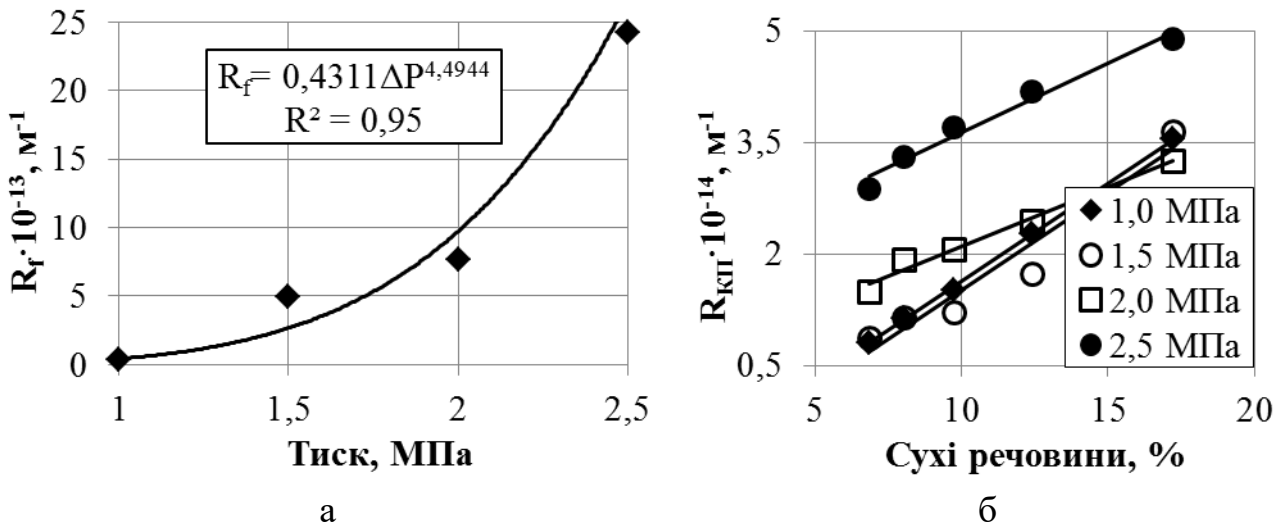 R_f·10⁻¹³, м⁻¹
25
20
15
10
5
0
R_f= 0,4311ΔP⁴,⁴⁹⁴⁴
R² = 0,95
1
1,5
2
2,5
Тиск, МПа
а
R_КП·10⁻¹⁴, м⁻¹
5
3,5
2
0,5
1,0 МПа
1,5 МПа
2,0 МПа
2,5 МПа
5
10
15
20
Сухі речовини, %
б